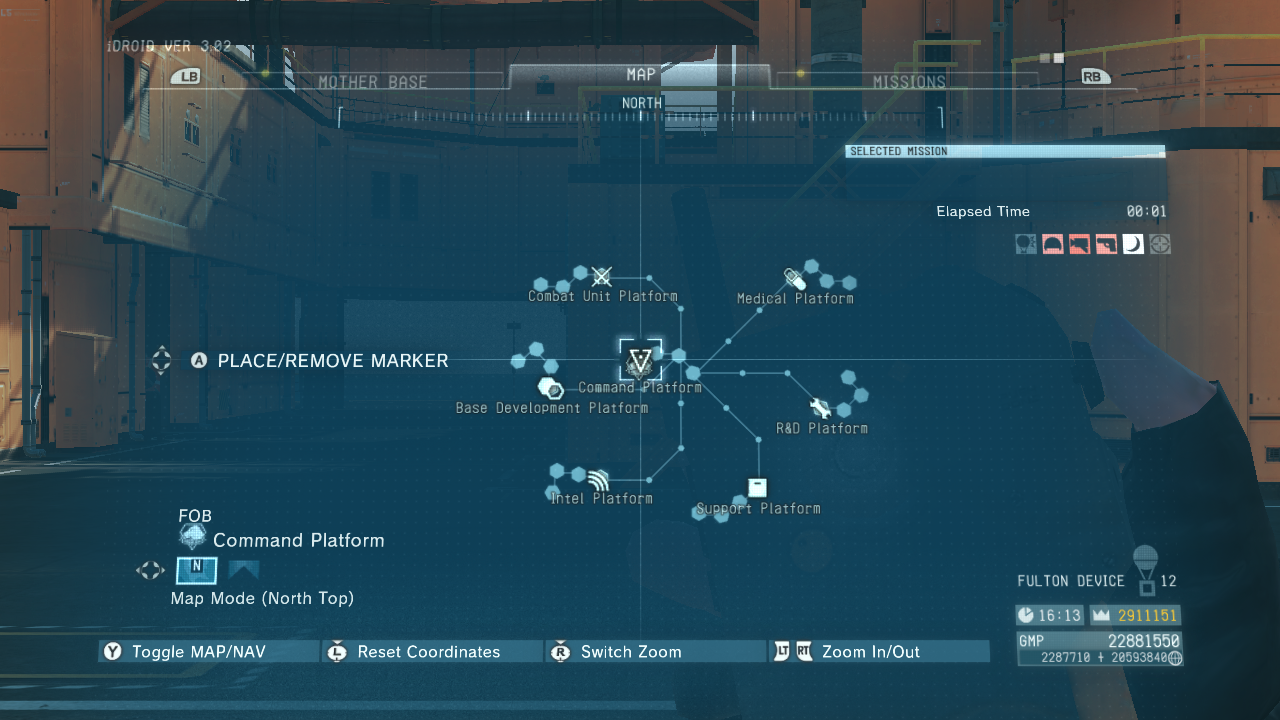 iDROID VER 3.02
LB
MOTHER BASE
MAP
MISSIONS
RB
NORTH
SELECTED MISSION
Elapsed Time 00:01
Combat Unit Platform
Medical Platform
A PLACE/REMOVE MARKER
Command Platform
Base Development Platform
R&D Platform
Intel Platform
Support Platform
FOB
Command Platform
N
Map Mode (North Top)
FULTON DEVICE 12
16:13 2911151
GMP 22881550
2287710 + 20593840
Y Toggle MAP/NAV
L Reset Coordinates
R Switch Zoom
LT RT Zoom In/Out